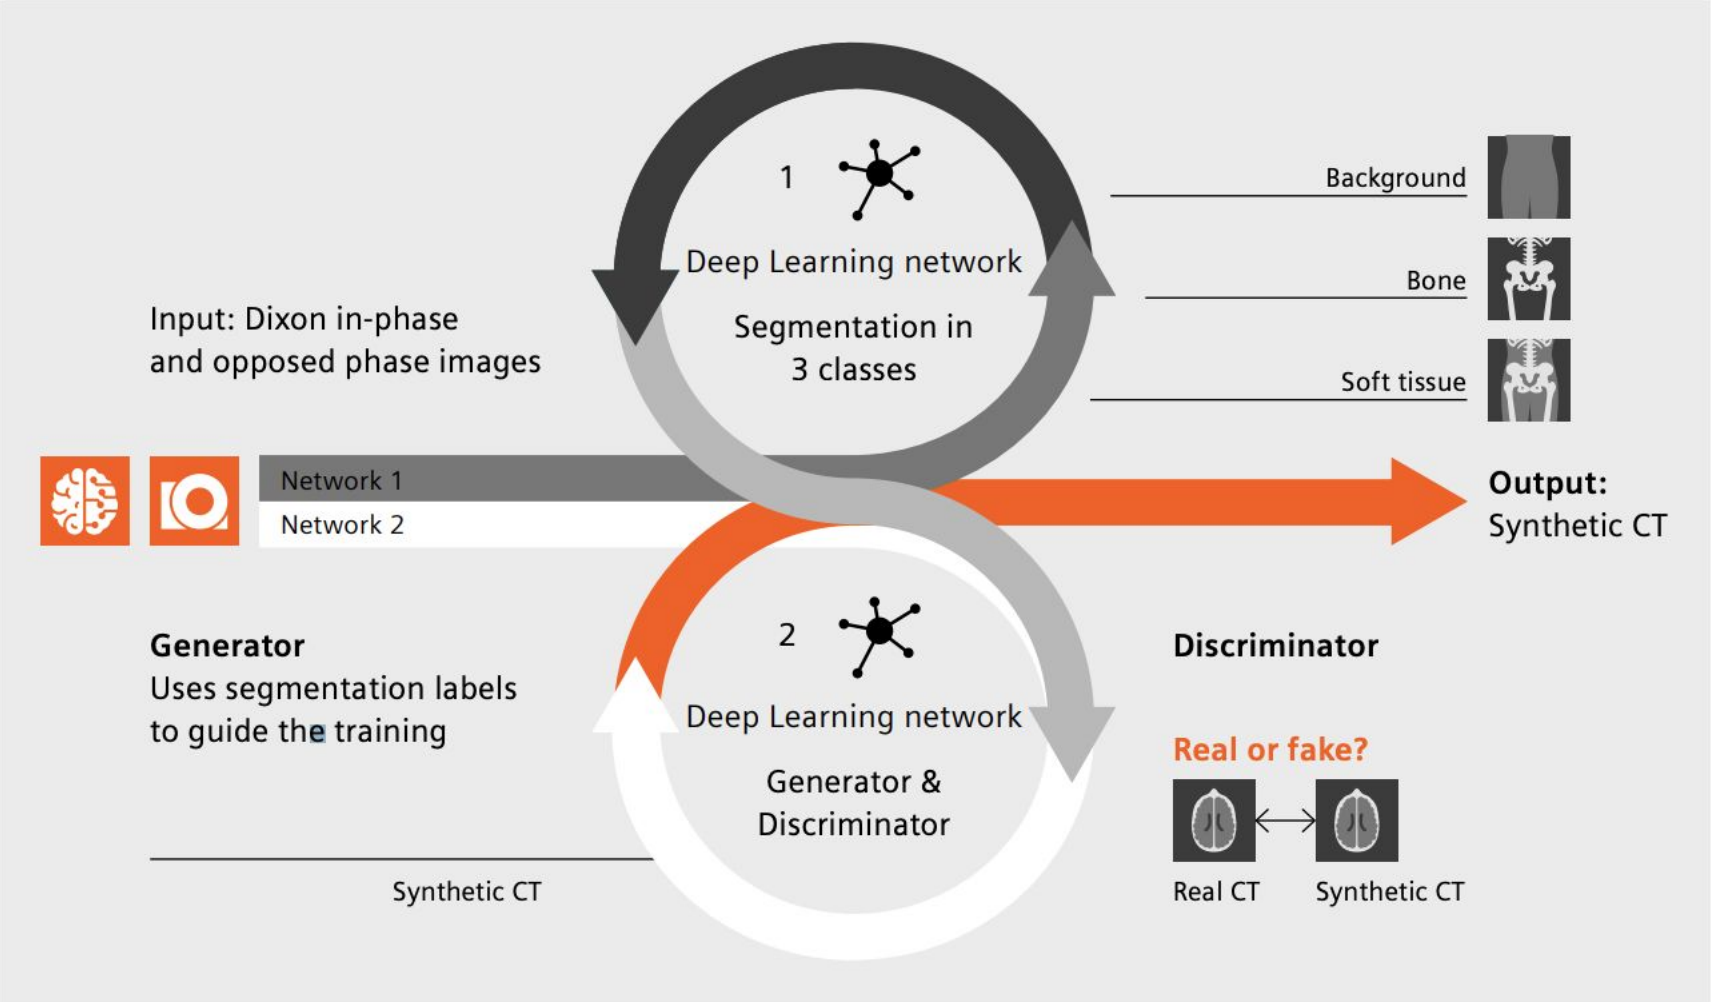 1
Deep Learning network
Segmentation in
3 classes
Background
Bone
Soft tissue
Input: Dixon in-phase
and opposed phase images
Network 1
Network 2
Output:
Synthetic CT
Generator
Uses segmentation labels
to guide the training
Synthetic CT
2
Deep Learning network
Generator &
Discriminator
Discriminator
Real or fake?
Real CT
Synthetic CT